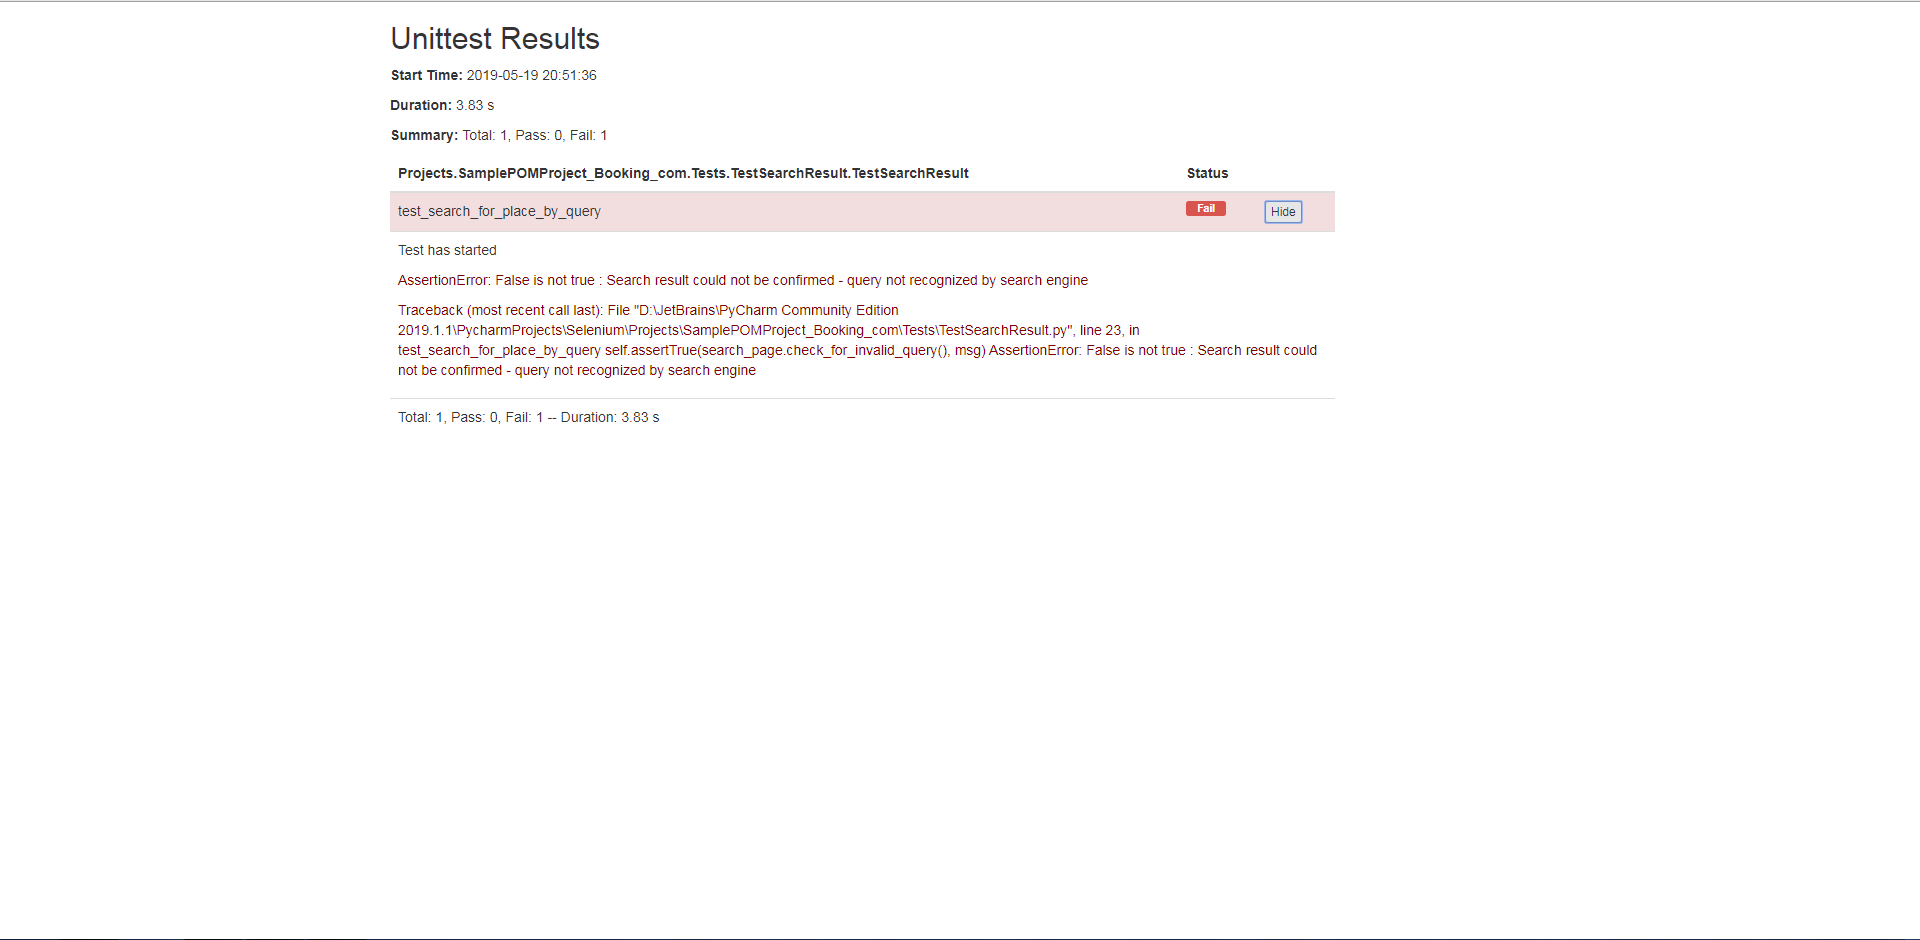 Unittest Results
Start Time: 2019-05-19 20:51:36
Duration: 3.83 s
Summary: Total: 1, Pass: 0, Fail: 1
Projects.SamplePOMProject_Booking_com.Tests.TestSearchResult.TestSearchResult Status
test_search_for_place_by_query Fail Hide
Test has started
AssertionError: False is not true : Search result could not be confirmed - query not recognized by search engine
Traceback (most recent call last): File "D:\JetBrains\PyCharm Community Edition
2019.1.1\PycharmProjects\Selenium\Projects\SamplePOMProject_Booking_com\Tests\TestSearchResult.py", line 23, in
test_search_for_place_by_query self.assertTrue(search_page.check_for_invalid_query(), msg) AssertionError: False is not true : Search result could
not be confirmed - query not recognized by search engine
Total: 1, Pass: 0, Fail: 1 -- Duration: 3.83 s